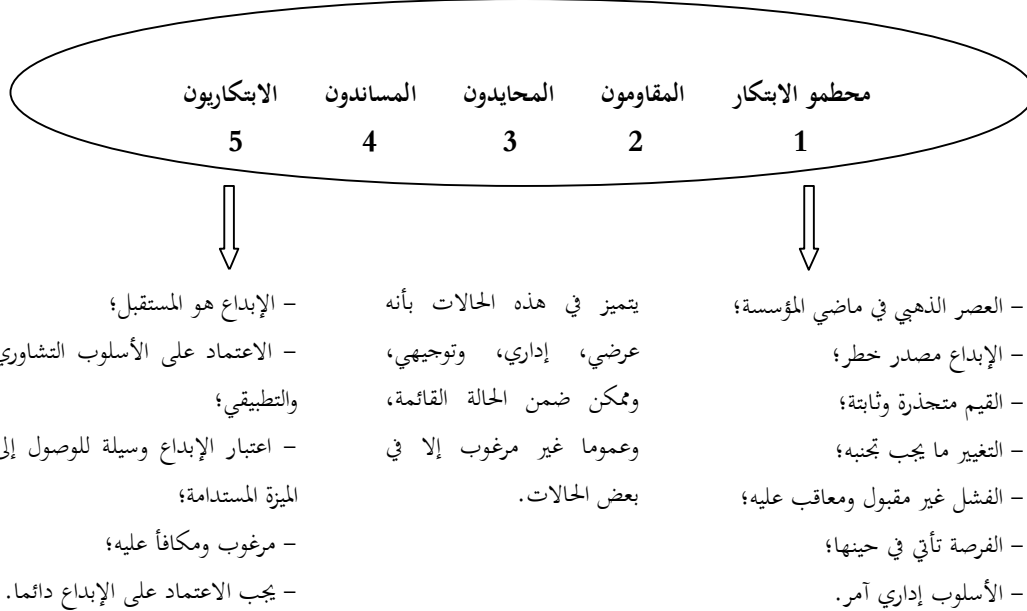 محطمو الابتكار المقاومون المحايدون المساندون الابتكاريون
1 2 3 4 5
– العصر الذهبي في ماضي المؤسسة؛
– الإبداع مصدر خطر؛
– القيم متجذرة وثابتة؛
– التغيير ما يجب تجنبه؛
– الفشل غير مقبول ومعاقب عليه؛
– الفرصة تأتي في حينها؛
– الأسلوب إداري آمر.
يتميز في هذه الحالات بأنه
عرضي، إداري، وتوجيهي،
وممكن ضمن الحالة القائمة،
وعموما غير مرغوب إلا في
بعض الحالات.
– الإبداع هو المستقبل؛
– الاعتماد على الأسلوب التشاوري
والتطبيقي؛
– اعتبار الإبداع وسيلة للوصول إلى
الميزة المستدامة؛
– مرغوب ومكافأ عليه؛
– يجب الاعتماد على الإبداع دائما.